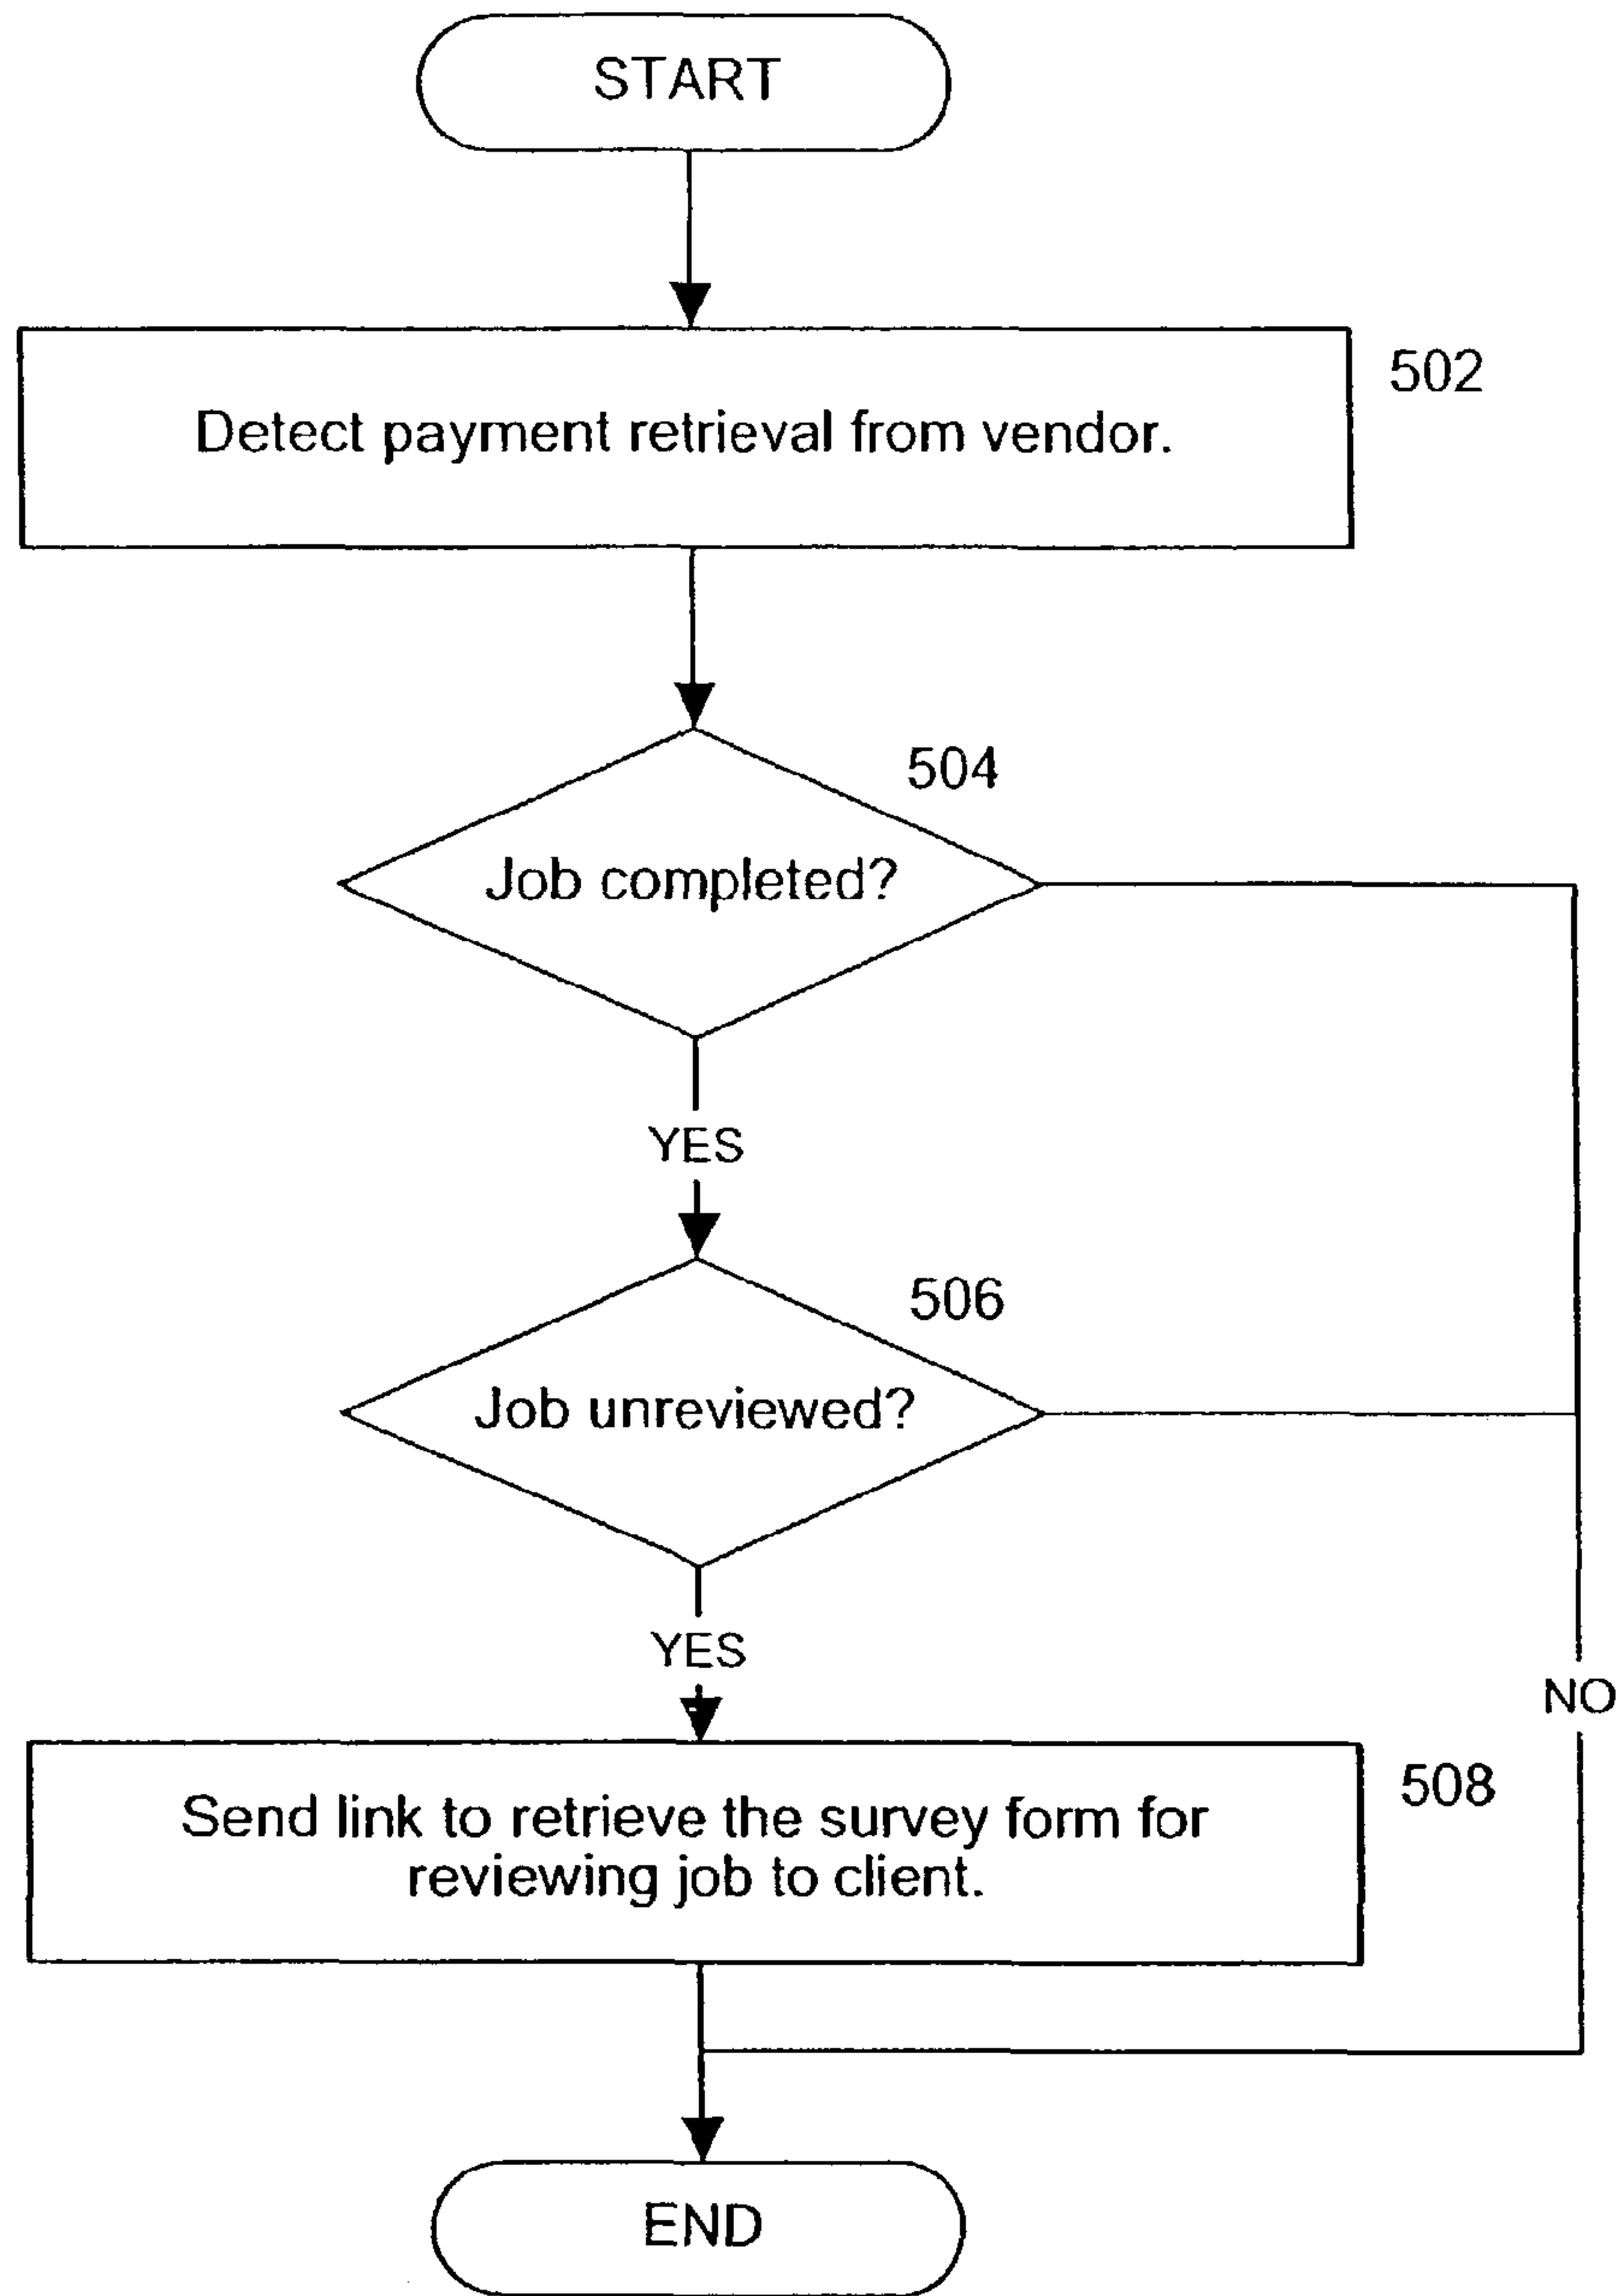 START
502
Detect payment retrieval from vendor.
504
Job completed?
YES
506
Job unreviewed?
YES
NO
508
Send link to retrieve the survey form for
reviewing job to client.
END